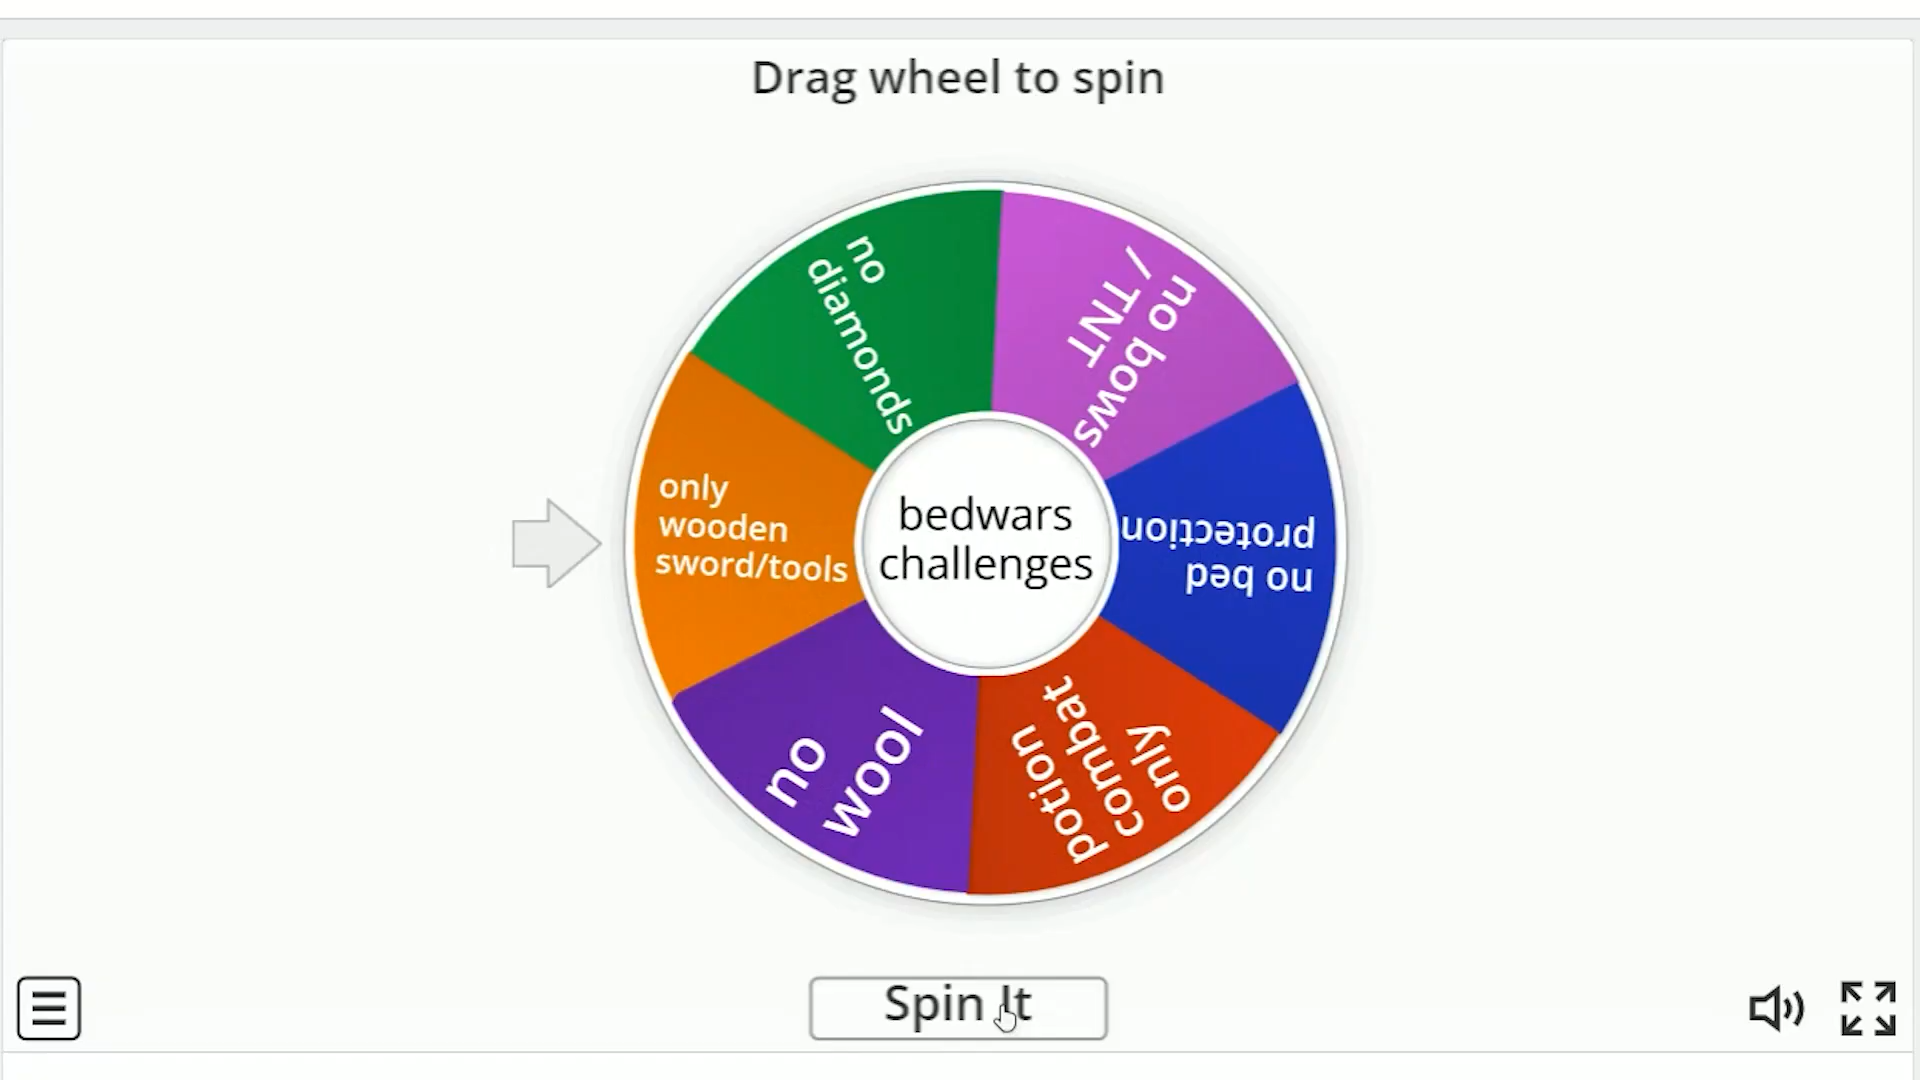 Drag wheel to spin
no
diamonds
no bows
/ TNT
only
wooden
sword/tools
bedwars
challenges
no bed
protection
no
wool
only
combat
potion
Spin It